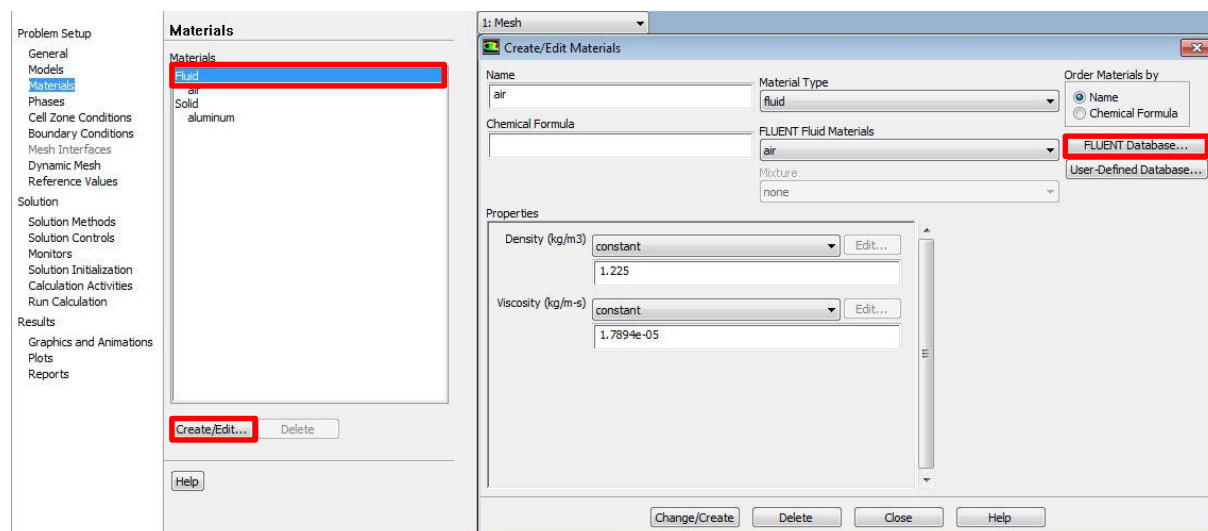 Problem Setup
General
Models
Materials
Phases
Cell Zone Conditions
Boundary Conditions
Mesh Interfaces
Dynamic Mesh
Reference Values
Solution
Solution Methods
Solution Controls
Monitors
Solution Initialization
Calculation Activities
Run Calculation
Results
Graphics and Animations
Plots
Reports
Materials
Materials
Fluid
air
Solid
aluminum
Create/Edit...
Delete
Help
1: Mesh
Create/Edit Materials
Name
air
Chemical Formula
Material Type
fluid
FLUENT Fluid Materials
air
Mixture
none
Order Materials by
Name
Chemical Formula
FLUENT Database...
User-Defined Database...
Properties
Density (kg/m3)
constant
Edit...
1.225
Viscosity (kg/m-s)
constant
Edit...
1.7894e-05
Change/Create
Delete
Close
Help